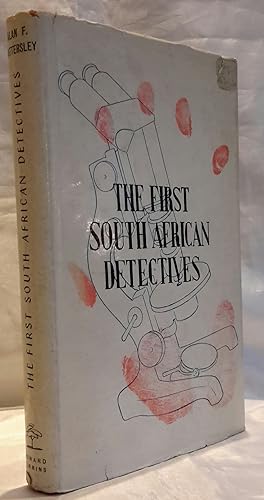 THE FIRST
SOUTH AFRICAN
DETECTIVES
THE FIRST SOUTH AFRICAN DETECTIVES